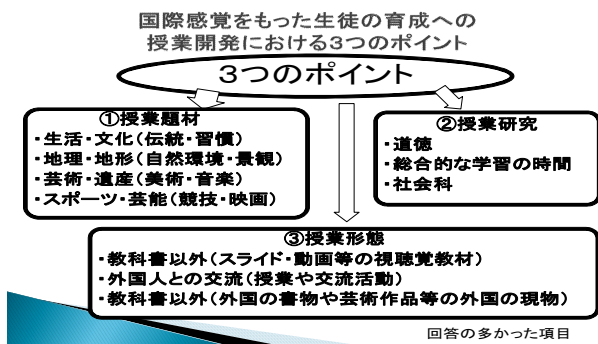 国際感覚をもった生徒の育成への
授業開発における3つのポイント
3つのポイント
①授業題材
・生活・文化(伝統・習慣)
・地理・地形(自然環境・景観)
・芸術・遺産(美術・音楽)
・スポーツ・芸能(競技・映画)
②授業研究
・道徳
・総合的な学習の時間
・社会科
③授業形態
・教科書以外(スライド・動画等の視聴覚教材)
・外国人との交流(授業や交流活動)
・教科書以外(外国の書物や芸術作品等の外国の現物)
回答の多かった項目